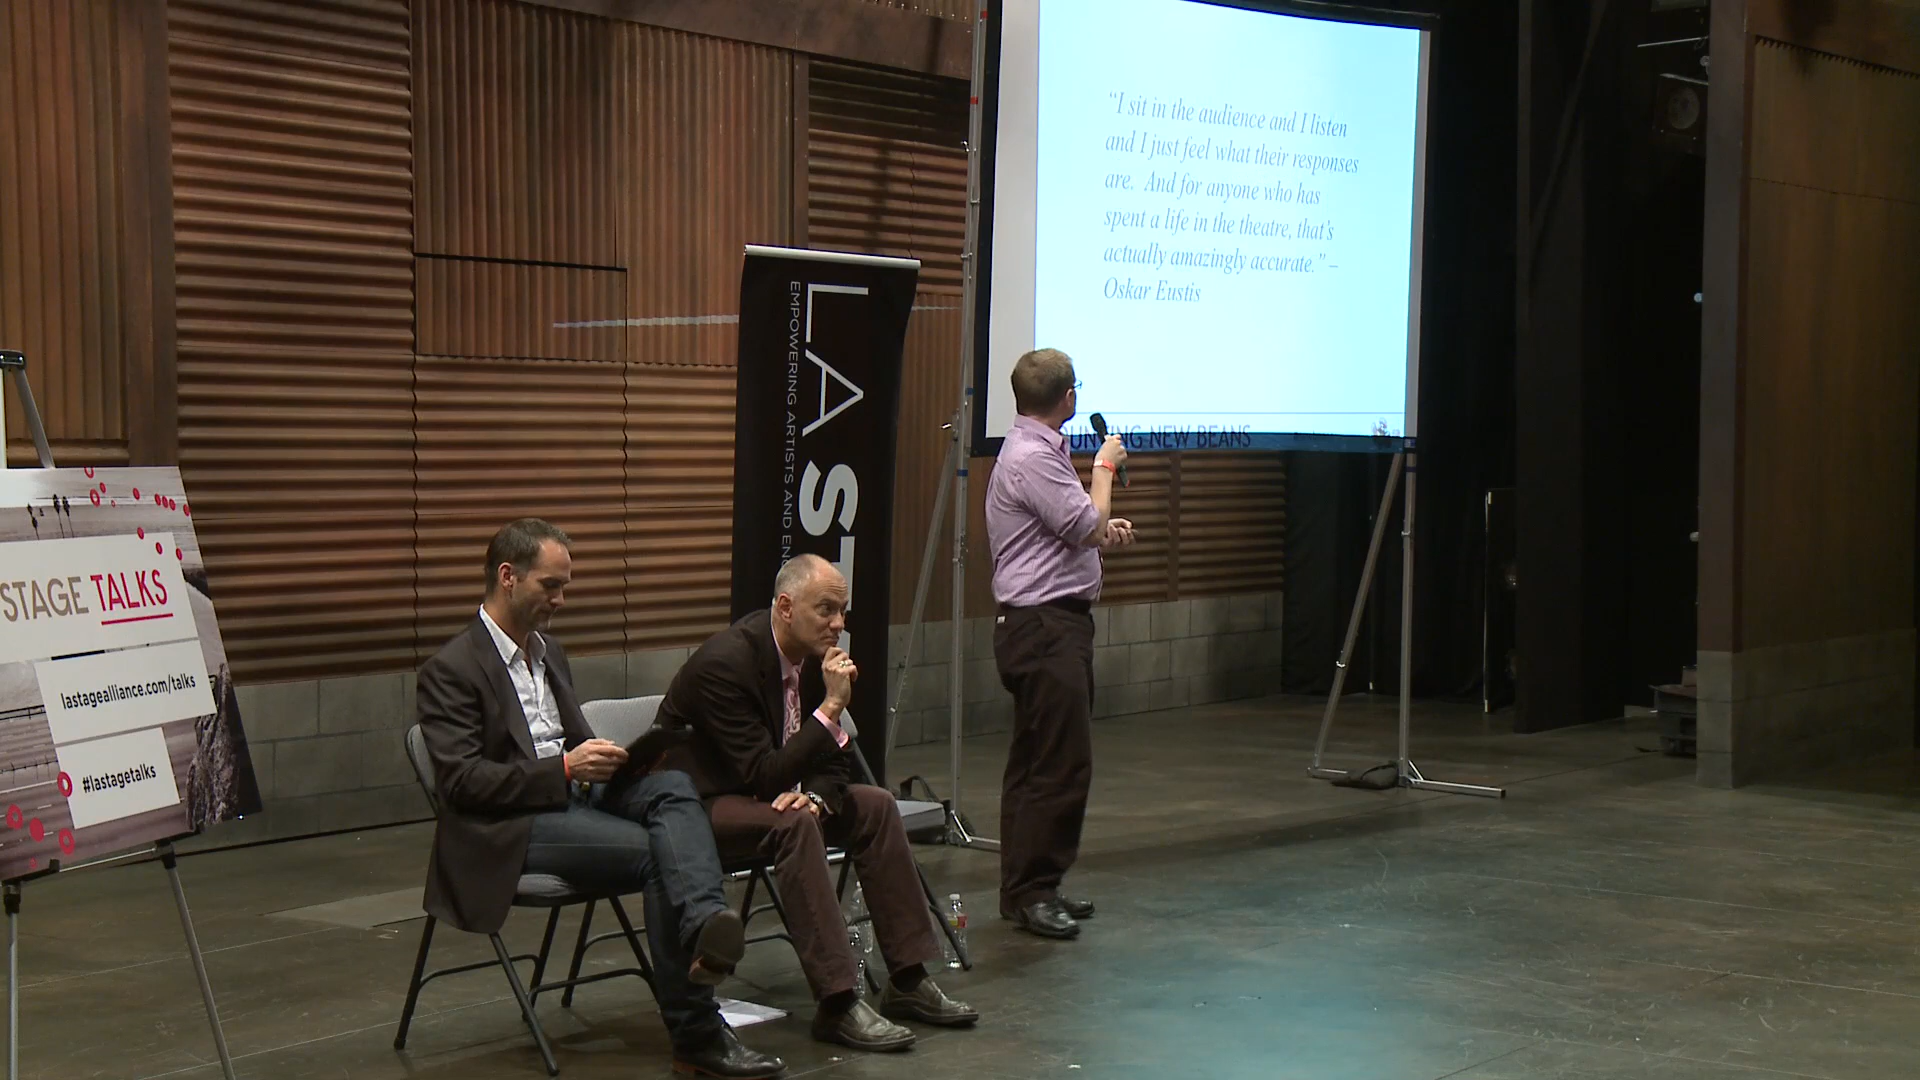 “I sit in the audience and I listen
and I just feel what their responses
are. And for anyone who has
spent a life in the theatre, that’s
actually amazingly accurate.” –
Oskar Eustis
NEW BEANS
LA ST
EMPOWERING ARTISTS AND
STAGE TALKS
lastagealliance.com/talks
#lastagetalks